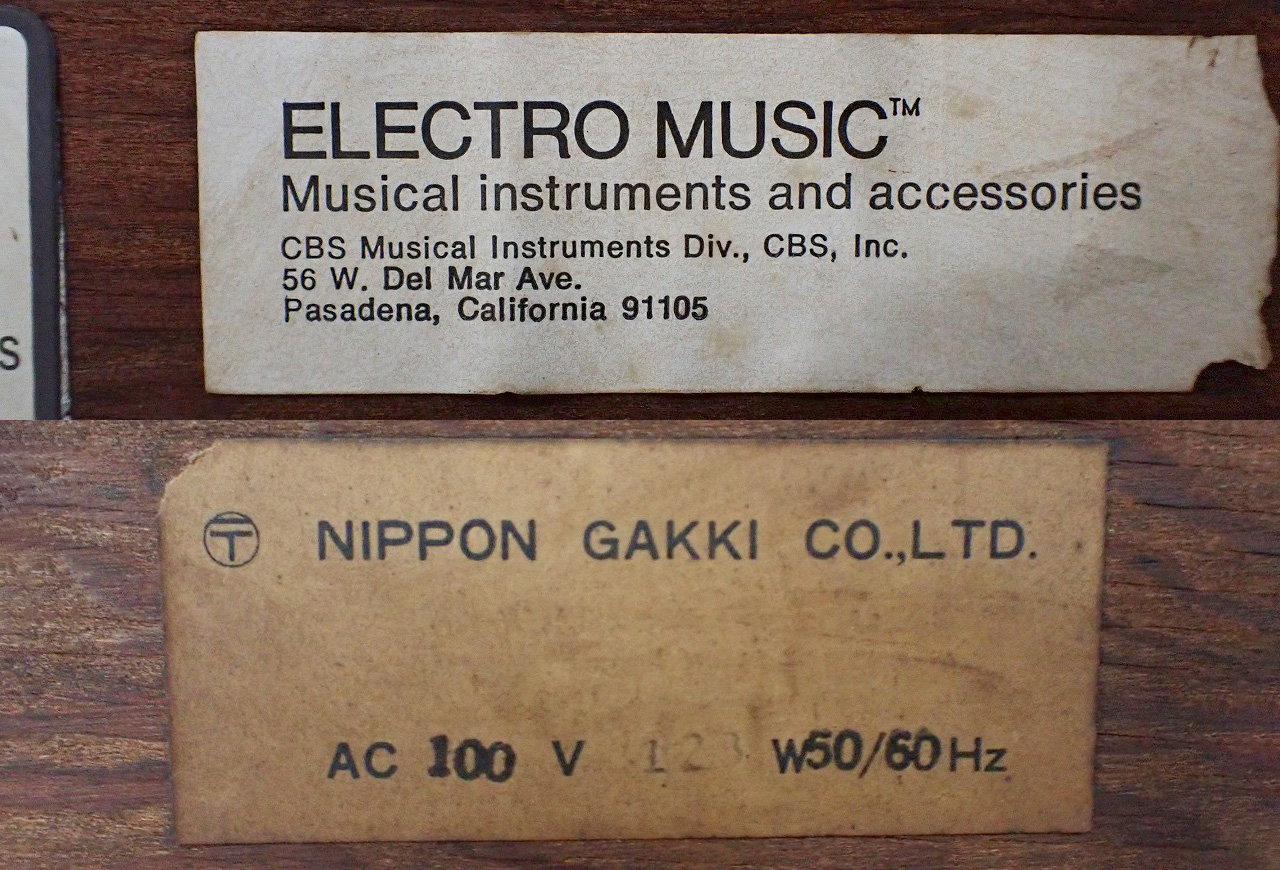 S
ELECTRO MUSIC™
Musical instruments and accessories
CBS Musical Instruments Div., CBS, Inc.
56 W. Del Mar Ave.
Pasadena, California 91105
NIPPON GAKKI CO.,LTD.
AC 100 V 123 W50/60Hz